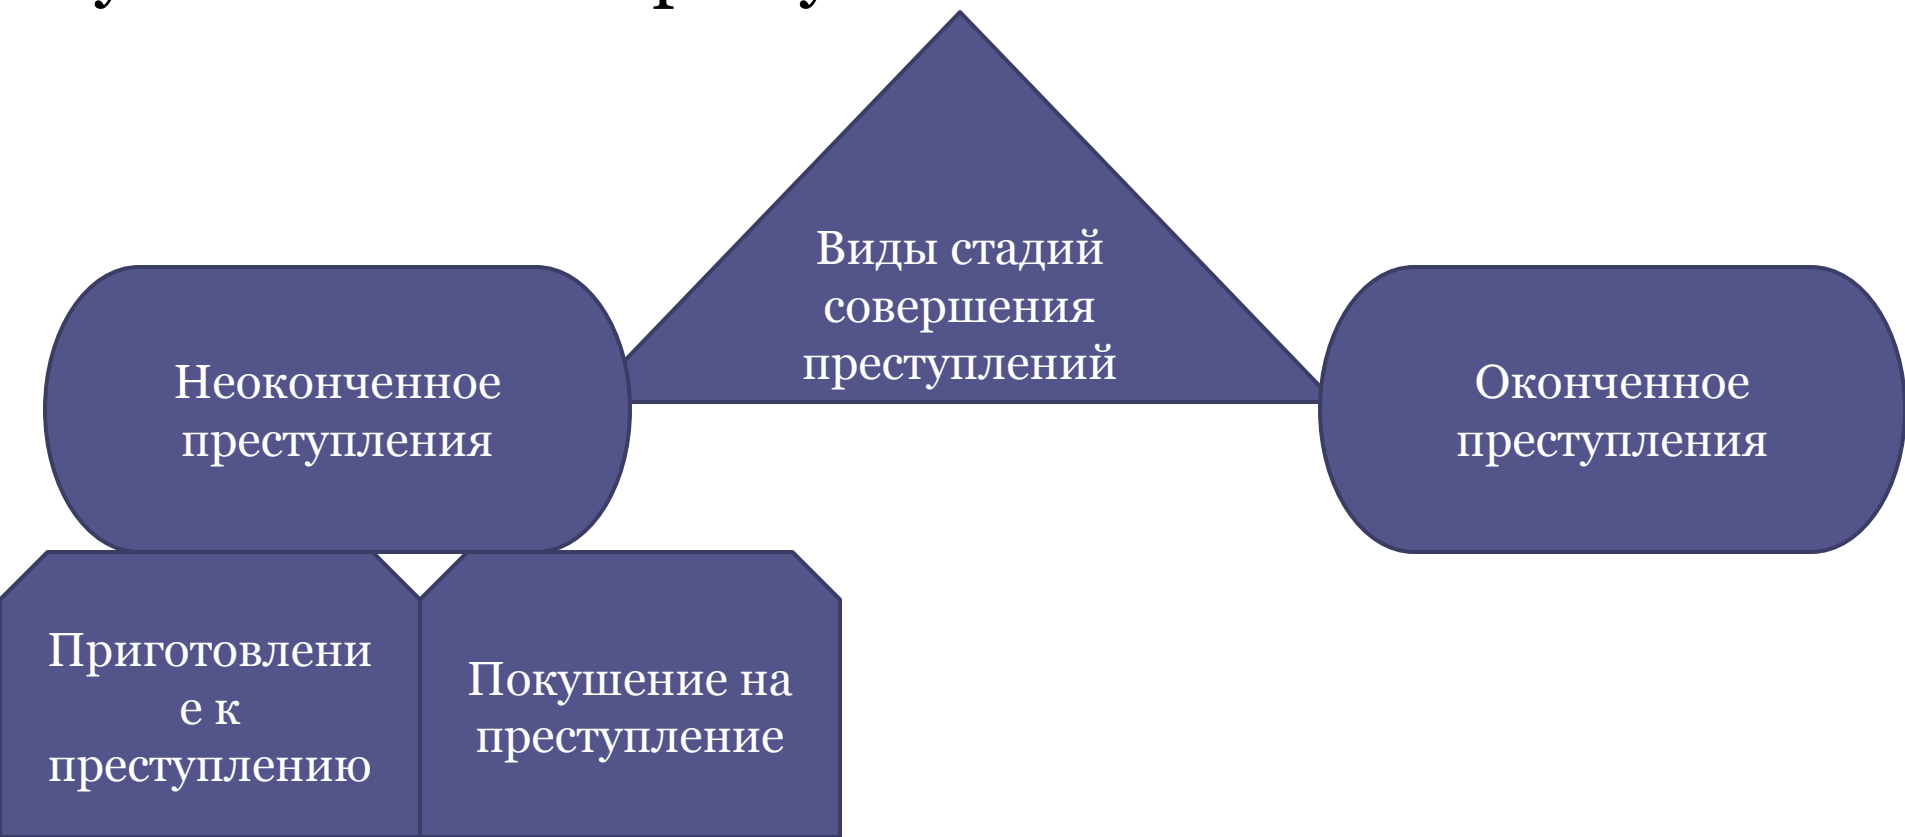 Виды стадий
совершения
преступлений
Неоконченное
преступления
Оконченное
преступления
Приготовлени
е к
преступлению
Покушение на
преступление